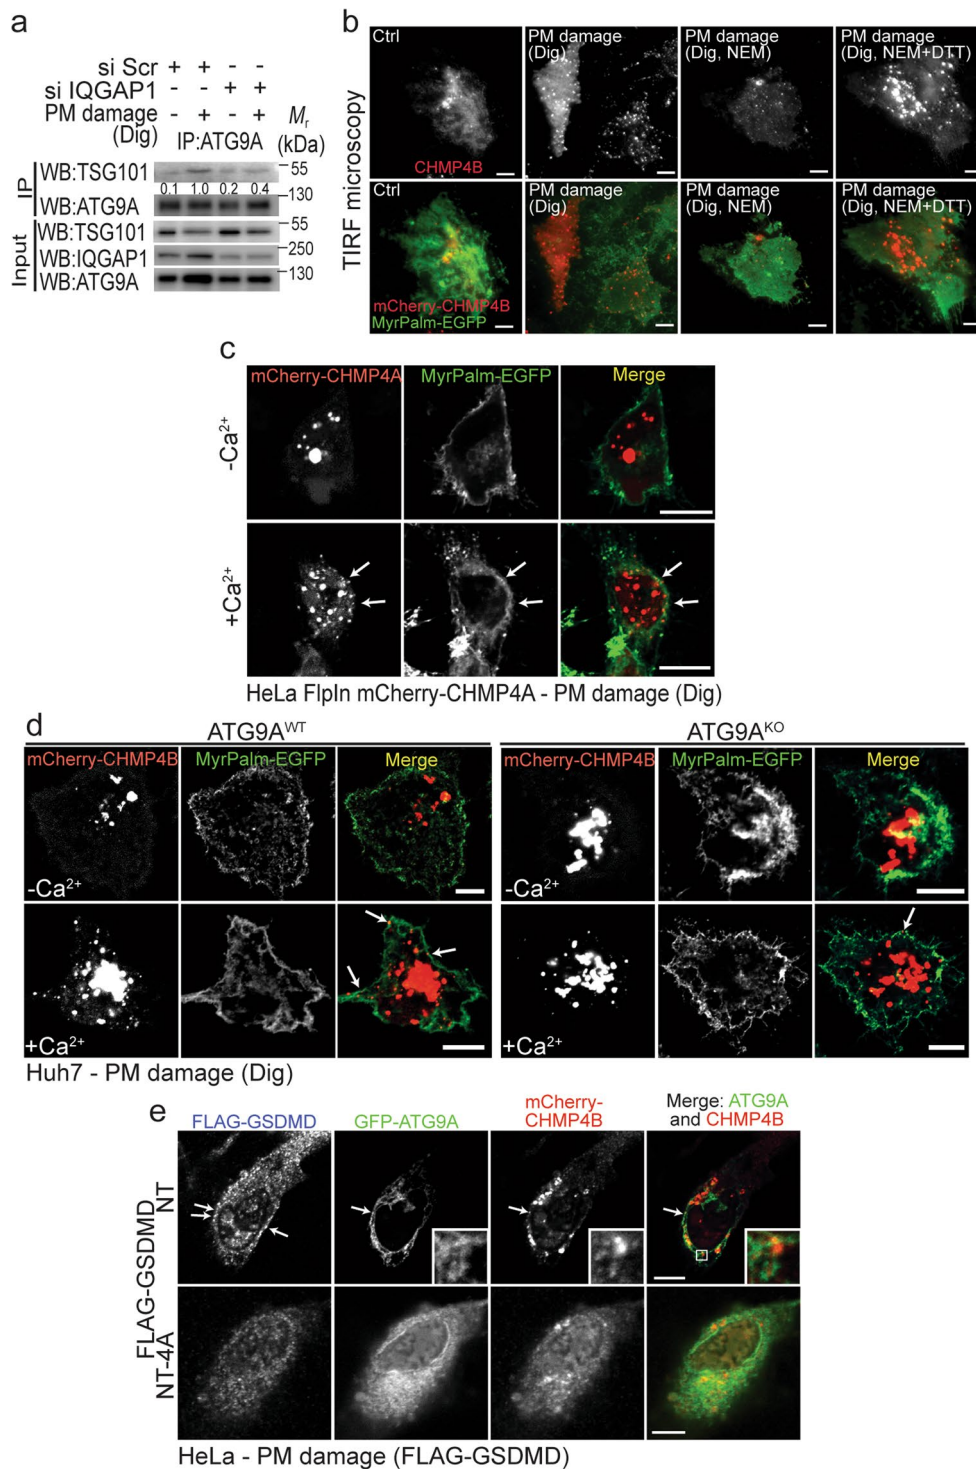 a
si Scr + + - -
si IQGAP1 - - + +
PM damage (Dig) - + - +
Mr (kDa)
IP:ATG9A
IP
WB:TSG101
55
0.1 1.0 0.2 0.4
130
WB:ATG9A
Input
WB:TSG101
55
250
WB:IQGAP1
130
WB:ATG9A
b
TIRF microscopy
Ctrl
PM damage (Dig)
PM damage (Dig, NEM)
PM damage (Dig, NEM+DTT)
CHMP4B
Ctrl
PM damage (Dig)
PM damage (Dig, NEM)
PM damage (Dig, NEM+DTT)
mCherry-CHMP4B
MyrPalm-EGFP
c
mCherry-CHMP4A
MyrPalm-EGFP
Merge
-Ca²⁺
+Ca²⁺
HeLa FlpIn mCherry-CHMP4A - PM damage (Dig)
d
ATG9A^WT
ATG9A^KO
mCherry-CHMP4B
MyrPalm-EGFP
Merge
mCherry-CHMP4B
MyrPalm-EGFP
Merge
-Ca²⁺
-Ca²⁺
+Ca²⁺
+Ca²⁺
Huh7 - PM damage (Dig)
e
FLAG-GSDMD
GFP-ATG9A
mCherry-CHMP4B
Merge: ATG9A and CHMP4B
FLAG-GSDMD
NT
NT-4A
HeLa - PM damage (FLAG-GSDMD)